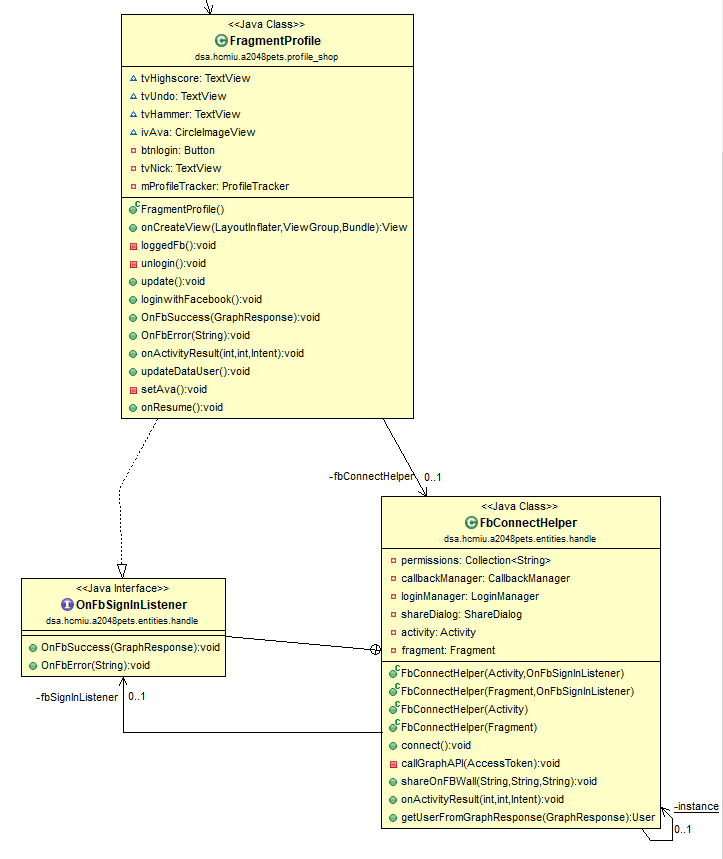 <<Java Class>>
FragmentProfile
dsa.hcmiu.a2048pets.profile_shop
tvHighscore: TextView
tvUndo: TextView
tvHammer: TextView
ivAva: CircleImageView
btnlogin: Button
tvNick: TextView
mProfileTracker: ProfileTracker
FragmentProfile()
onCreateView(LayoutInflater,ViewGroup,Bundle):View
loggedFb():void
unlogin():void
update():void
loginwithFacebook():void
OnFbSuccess(GraphResponse):void
OnFbError(String):void
onActivityResult(int,int,Intent):void
updateDataUser():void
setAva():void
onResume():void
-fbConnectHelper 0..1
<<Java Class>>
FbConnectHelper
dsa.hcmiu.a2048pets.entities.handle
permissions: Collection<String>
callbackManager: CallbackManager
loginManager: LoginManager
shareDialog: ShareDialog
activity: Activity
fragment: Fragment
FbConnectHelper(Activity,OnFbSignInListener)
FbConnectHelper(Fragment,OnFbSignInListener)
FbConnectHelper(Activity)
FbConnectHelper(Fragment)
connect():void
callGraphAPI(AccessToken):void
shareOnFBWall(String,String,String):void
onActivityResult(int,int,Intent):void
getUserFromGraphResponse(GraphResponse):User
<<Java Interface>>
OnFbSignInListener
dsa.hcmiu.a2048pets.entities.handle
OnFbSuccess(GraphResponse):void
OnFbError(String):void
-fbSignInListener 0..1
-instance
0..1